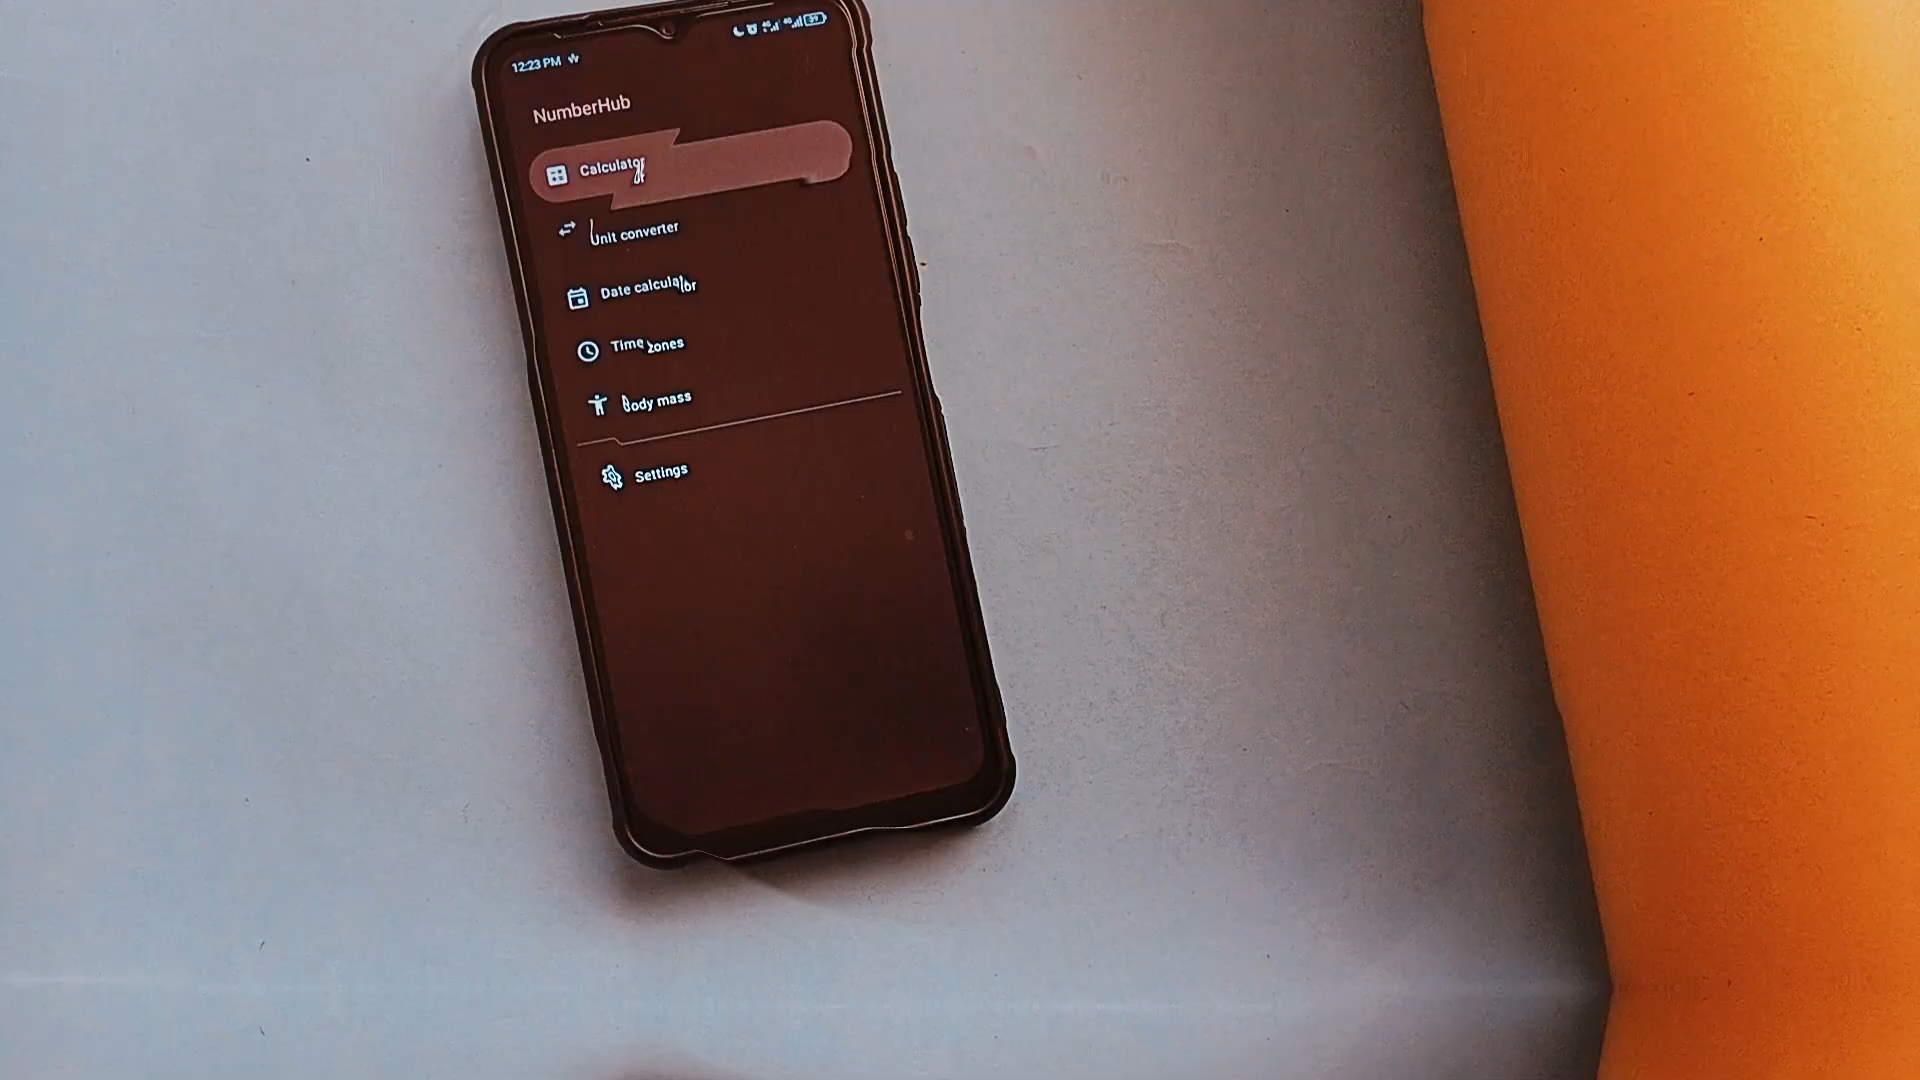 12:23 PM
NumberHub
Calculator
Unit converter
Date calculator
Time zones
Body mass
Settings